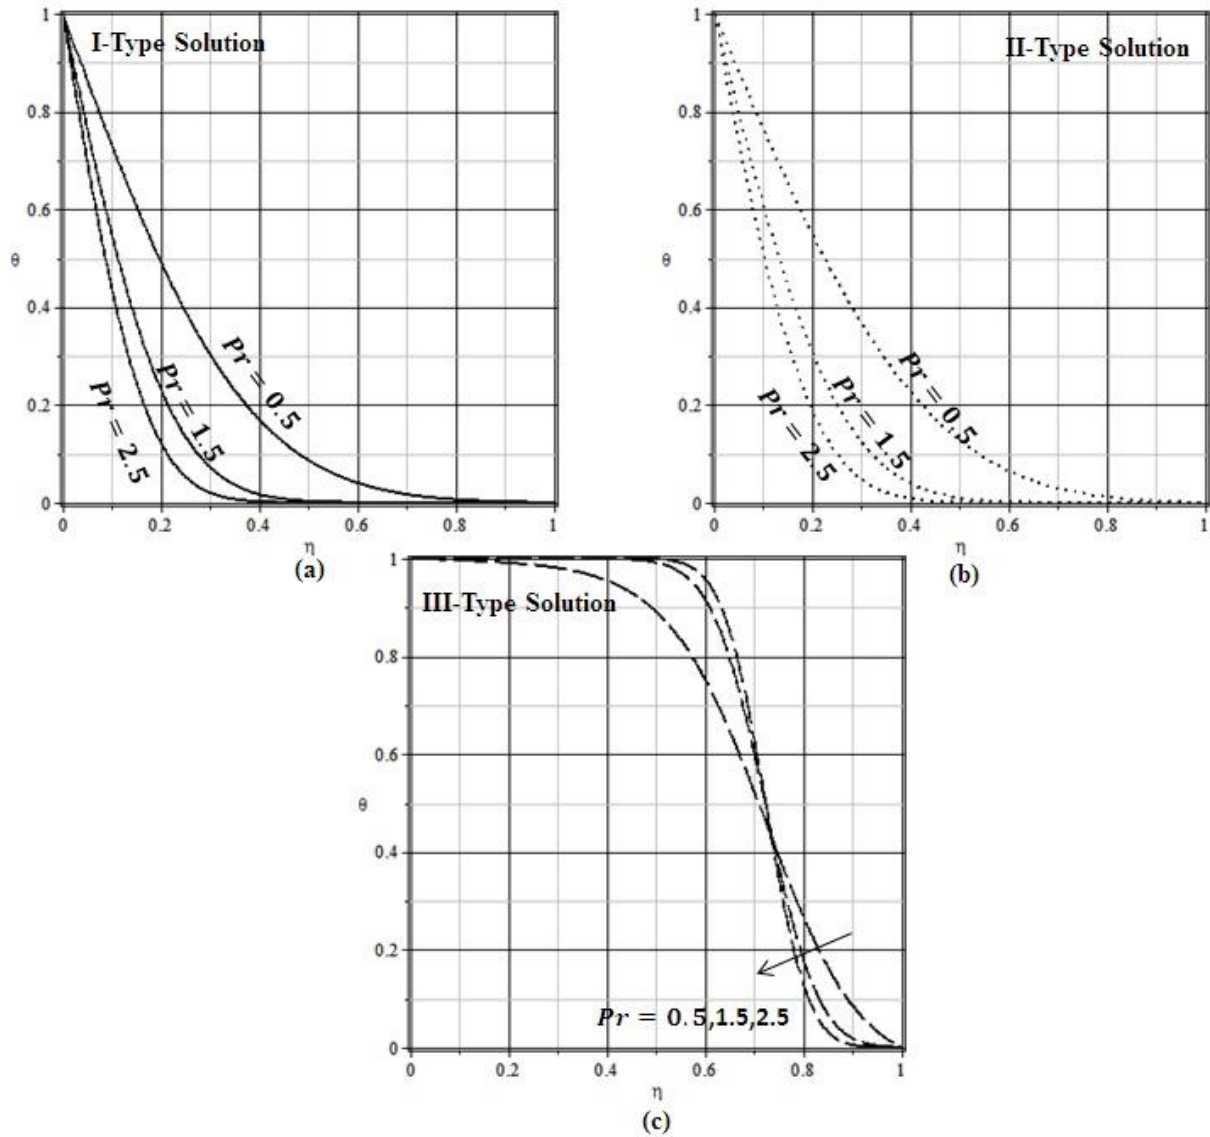 I-Type Solution
1
0.8
0.6
θ
0.4
0.2
0
Pr = 0.5
Pr = 1.5
Pr = 2.5
0 0.2 0.4 0.6 0.8 1
η
(a)
II-Type Solution
1
0.8
0.6
θ
0.4
0.2
0
Pr = 0.5
Pr = 1.5
Pr = 2.5
0 0.2 0.4 0.6 0.8 1
η
(b)
III-Type Solution
1
0.8
0.6
θ
0.4
0.2
0
Pr = 0.5,1.5,2.5
0 0.2 0.4 0.6 0.8 1
η
(c)